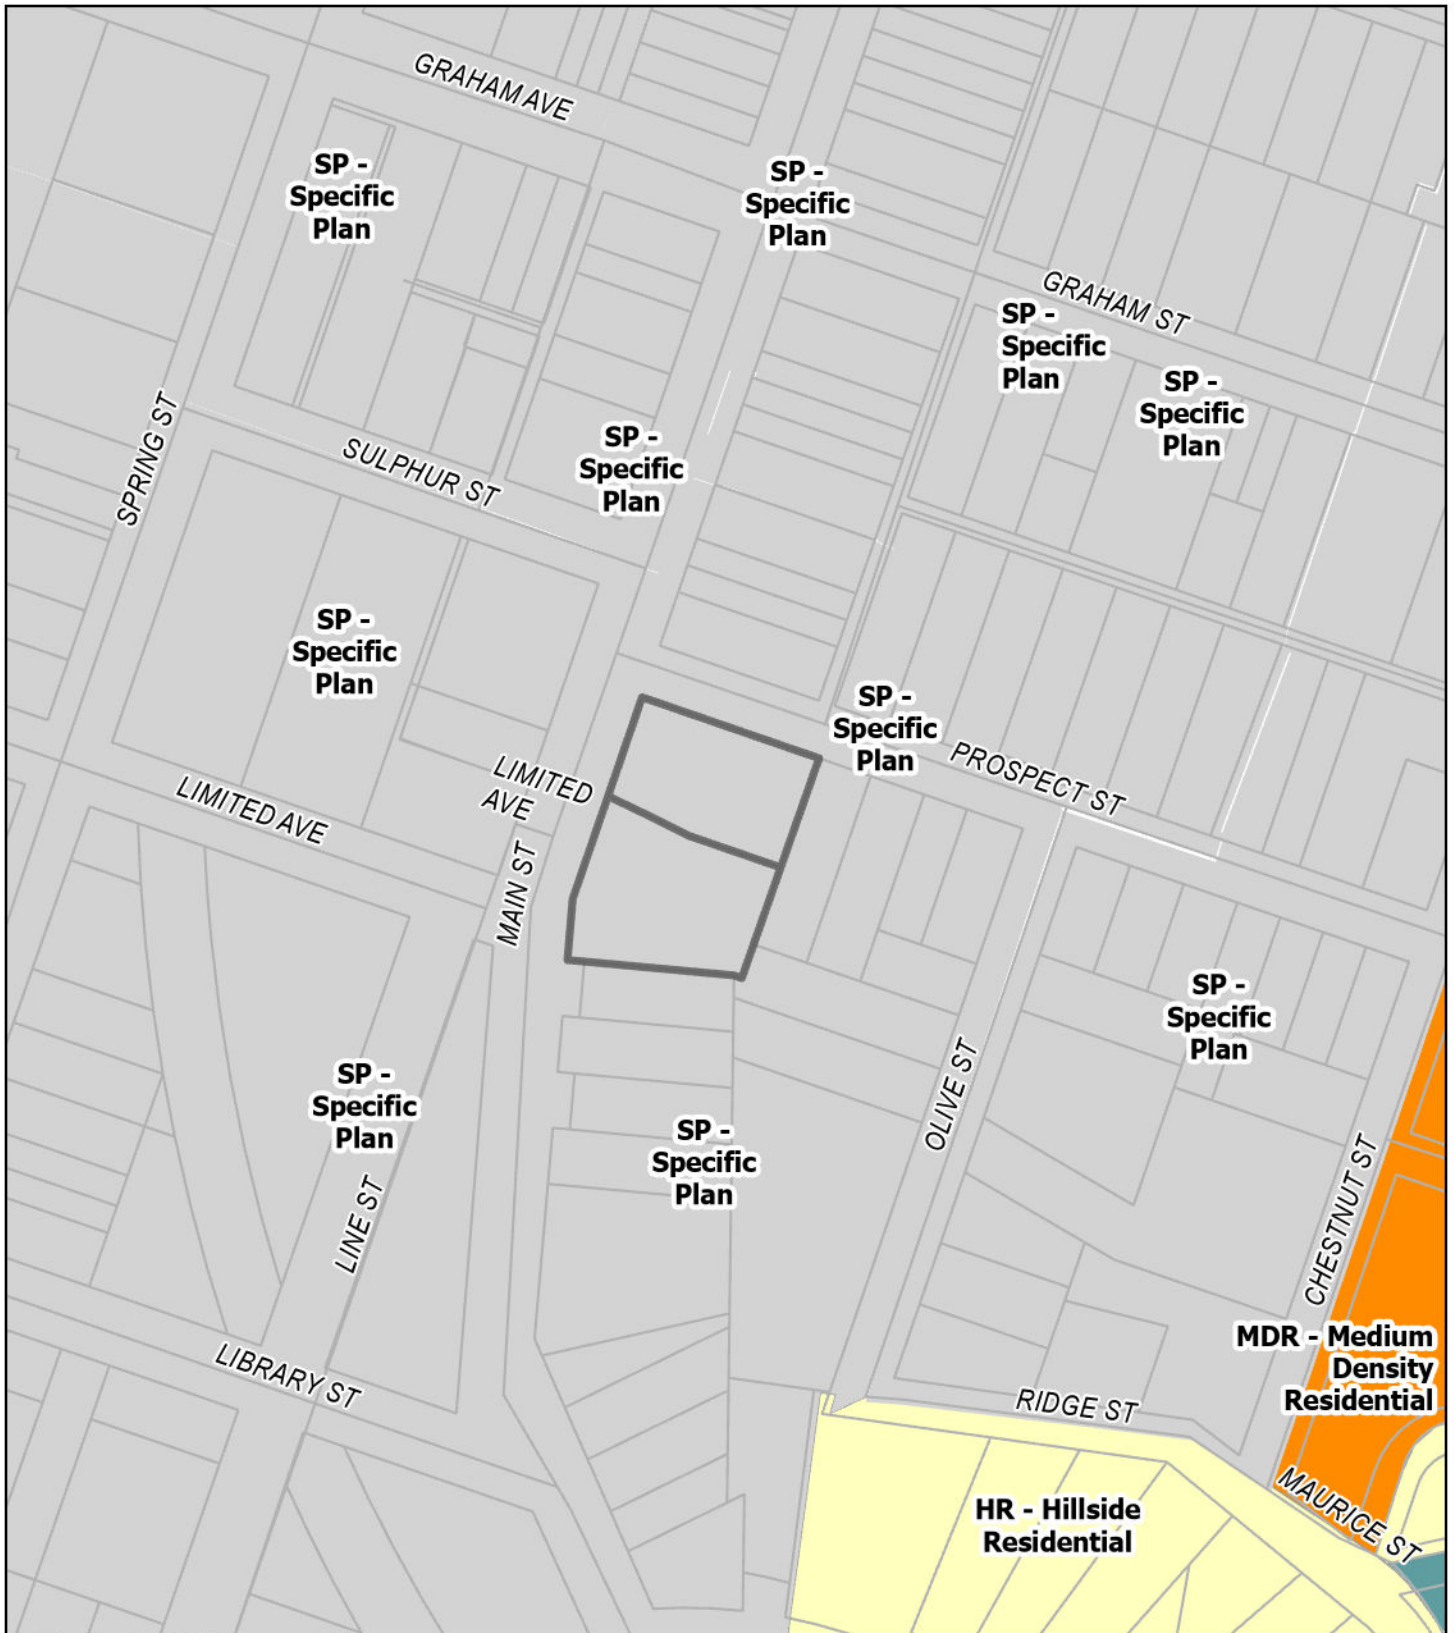 GRAHAM AVE
SP -
Specific
Plan
SP -
Specific
Plan
GRAHAM ST
SP -
Specific
Plan
SP -
Specific
Plan
SPRING ST
SULPHUR ST
SP -
Specific
Plan
SP -
Specific
Plan
SP -
Specific
Plan
PROSPECT ST
LIMITED
AVE
LIMITED AVE
MAIN ST
SP -
Specific
Plan
SP -
Specific
Plan
OLIVE ST
SP -
Specific
Plan
LINE ST
CHESTNUT ST
MDR - Medium
Density
Residential
LIBRARY ST
RIDGE ST
HR - Hillside
Residential
MAURICE ST